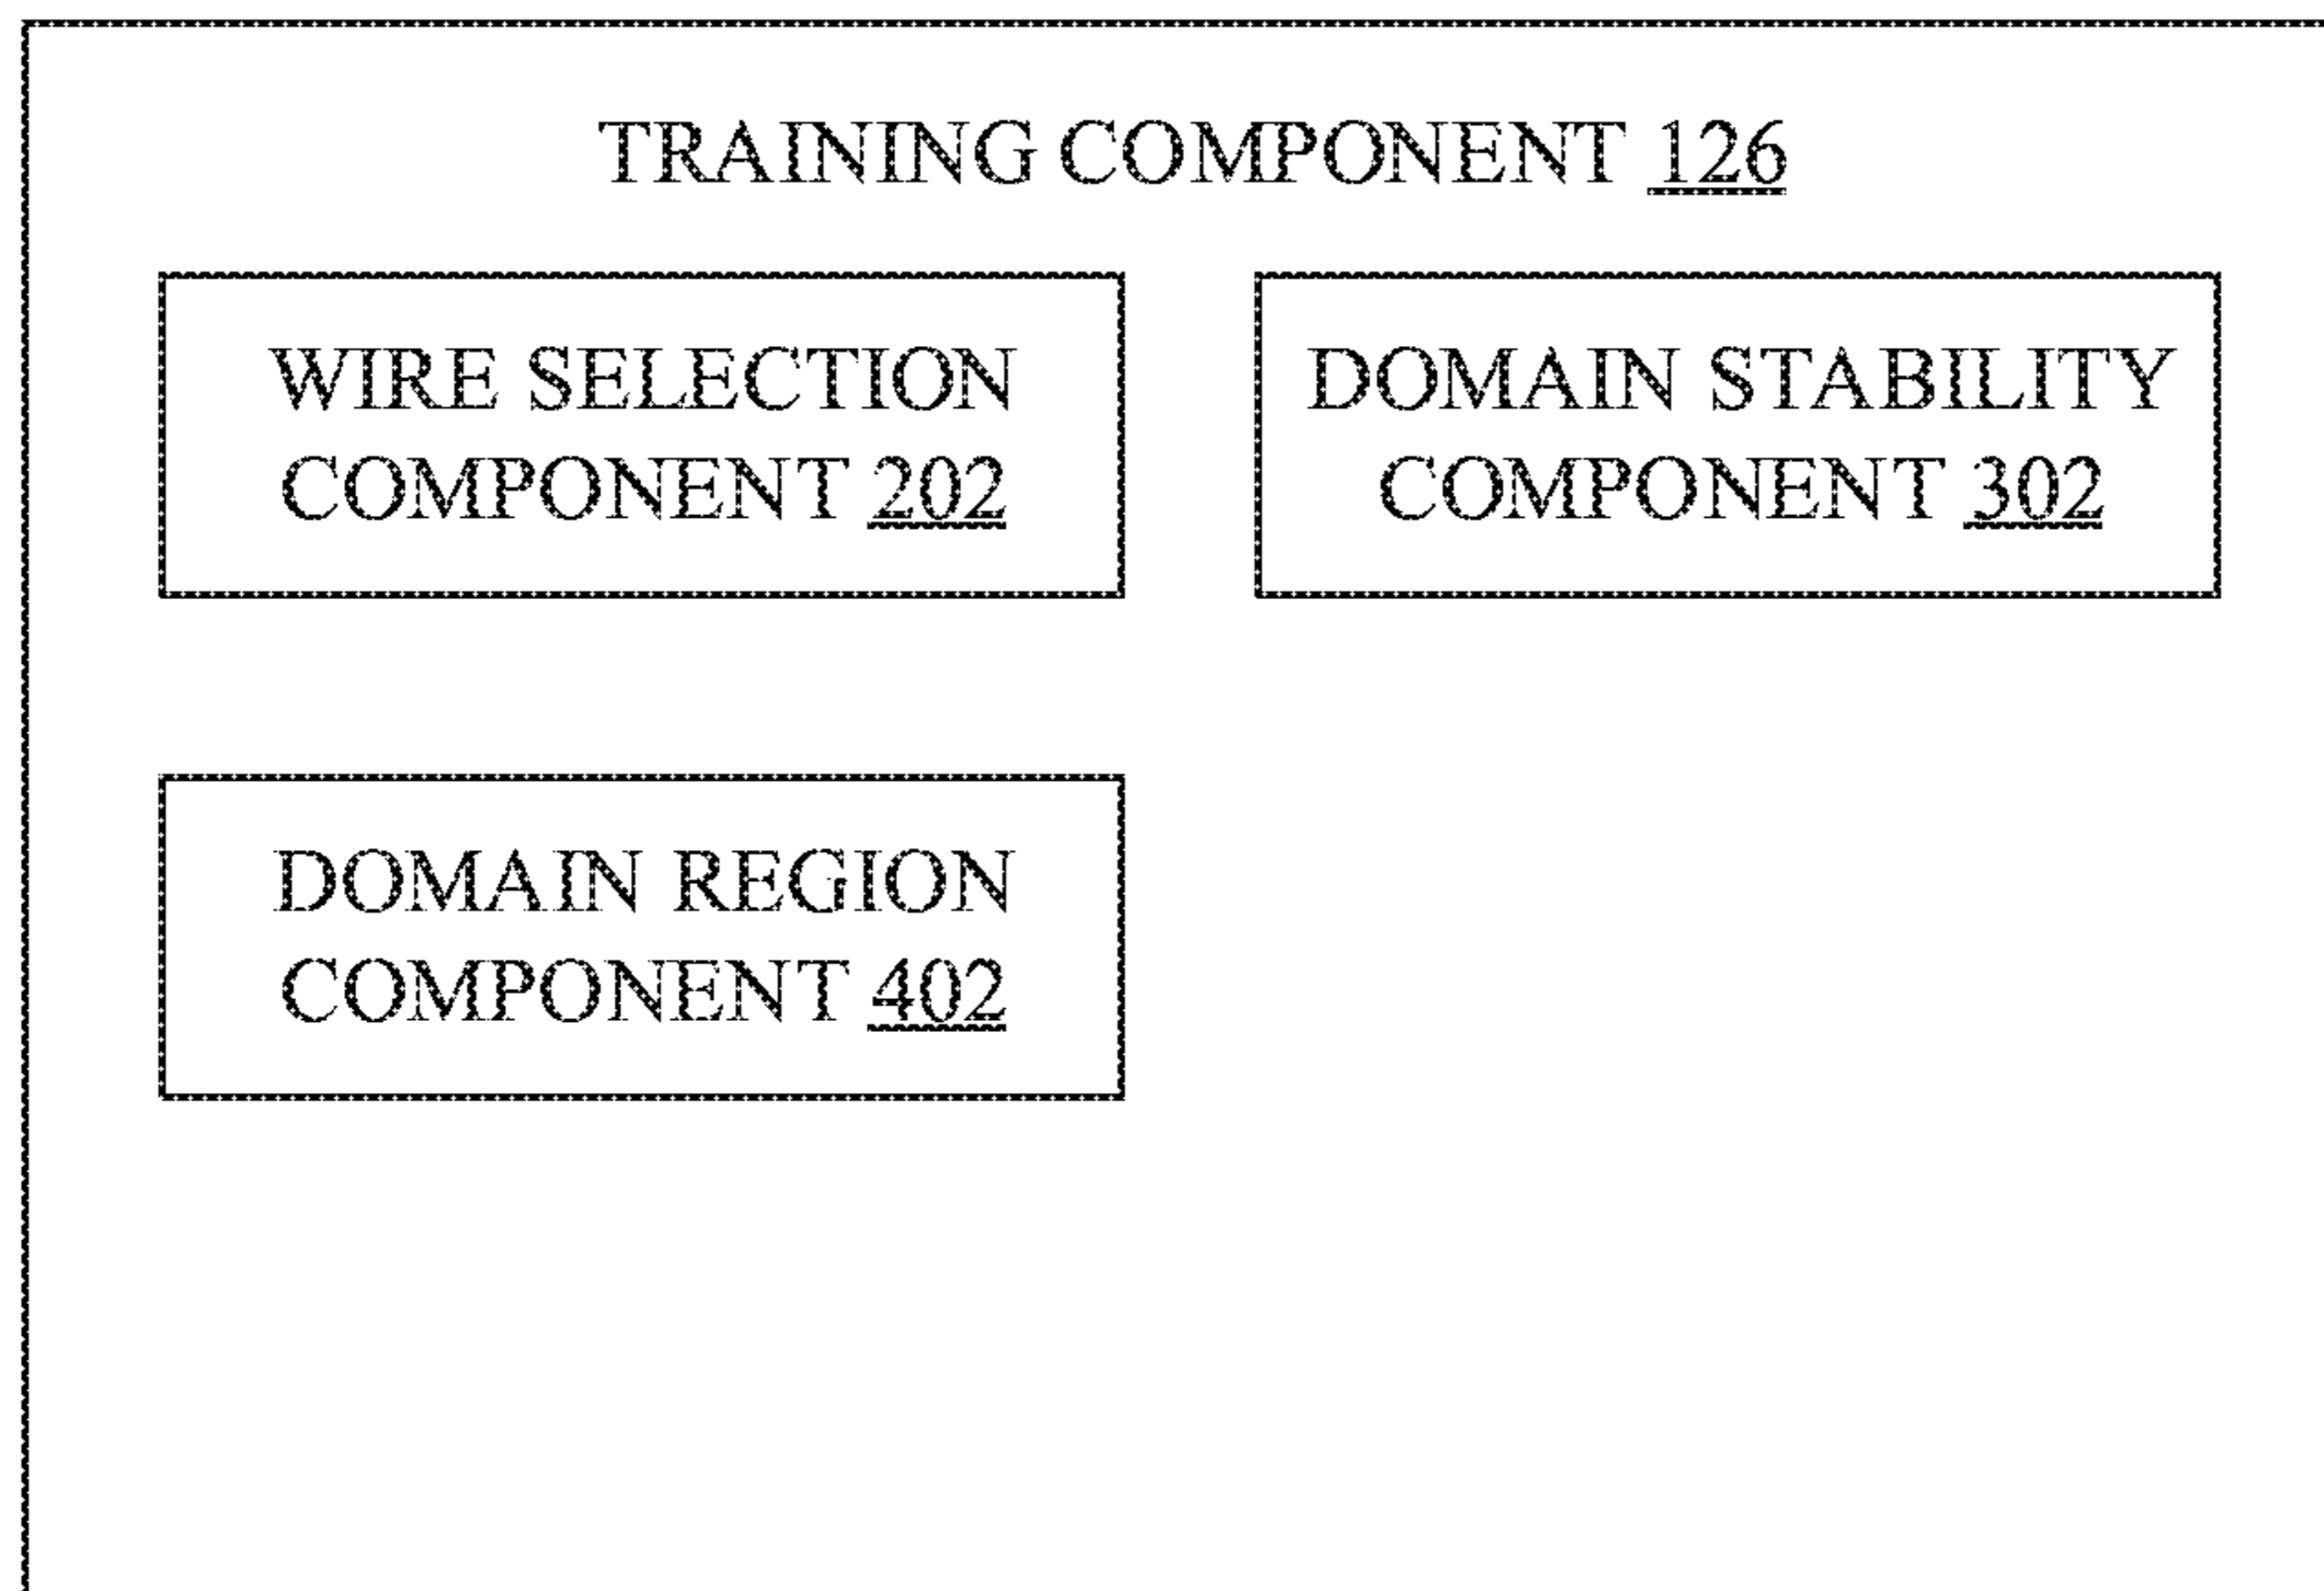 TRAINING COMPONENT 126
WIRE SELECTION
COMPONENT 202
DOMAIN STABILITY
COMPONENT 302
DOMAIN REGION
COMPONENT 402